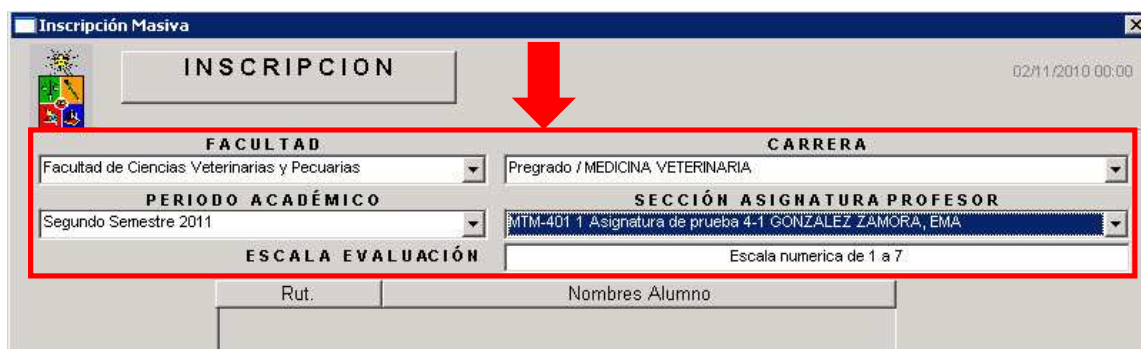 Inscripción Masiva
INSCRIPCION
02/11/2010 00:00
FACULTAD
CARRERA
Facultad de Ciencias Veterinarias y Pecuarias
Pregrado / MEDICINA VETERINARIA
PERIODO ACADÉMICO
SECCIÓN ASIGNATURA PROFESOR
Segundo Semestre 2011
MTM-401 1 Asignatura de prueba 4-1 GONZALEZ ZAMORA, EMA
ESCALA EVALUACIÓN
Escala numerica de 1 a 7
Rut.
Nombres Alumno